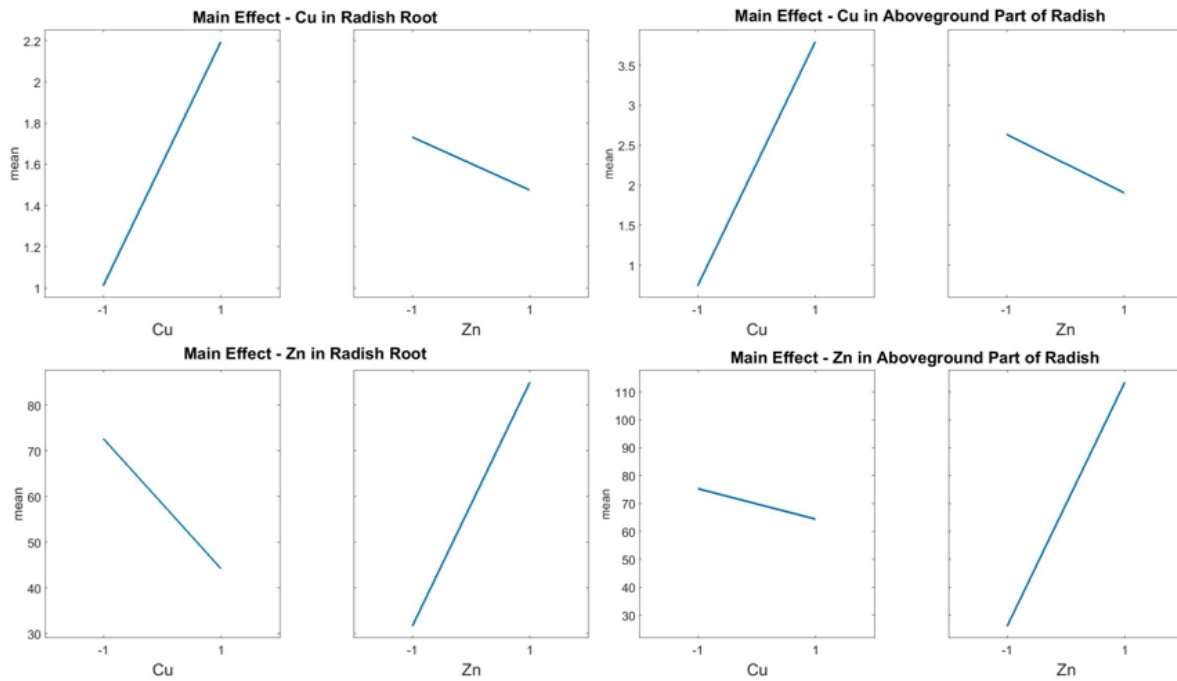 Main Effect - Cu in Radish Root
mean
2.2
2
1.8
1.6
1.4
1.2
1
-1 1
Cu
-1 1
Zn
Main Effect - Cu in Aboveground Part of Radish
mean
3.5
3
2.5
2
1.5
1
-1 1
Cu
-1 1
Zn
Main Effect - Zn in Radish Root
mean
80
70
60
50
40
30
-1 1
Cu
-1 1
Zn
Main Effect - Zn in Aboveground Part of Radish
mean
110
100
90
80
70
60
50
40
30
-1 1
Cu
-1 1
Zn